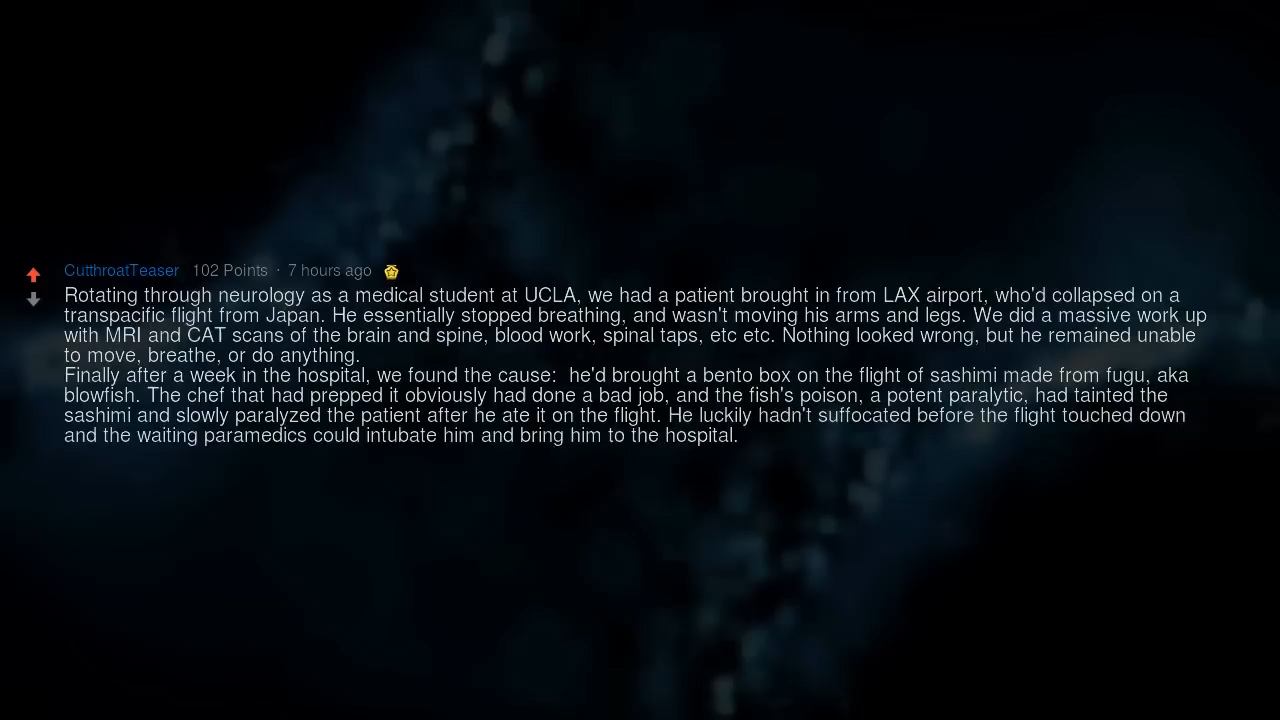 CutthroatTeaser 102 Points · 7 hours ago
Rotating through neurology as a medical student at UCLA, we had a patient brought in from LAX airport, who'd collapsed on a
transpacific flight from Japan. He essentially stopped breathing, and wasn't moving his arms and legs. We did a massive work up
with MRI and CAT scans of the brain and spine, blood work, spinal taps, etc etc. Nothing looked wrong, but he remained unable
to move, breathe, or do anything.
Finally after a week in the hospital, we found the cause:  he'd brought a bento box on the flight of sashimi made from fugu, aka
blowfish. The chef that had prepped it obviously had done a bad job, and the fish's poison, a potent paralytic, had tainted the
sashimi and slowly paralyzed the patient after he ate it on the flight. He luckily hadn't suffocated before the flight touched down
and the waiting paramedics could intubate him and bring him to the hospital.